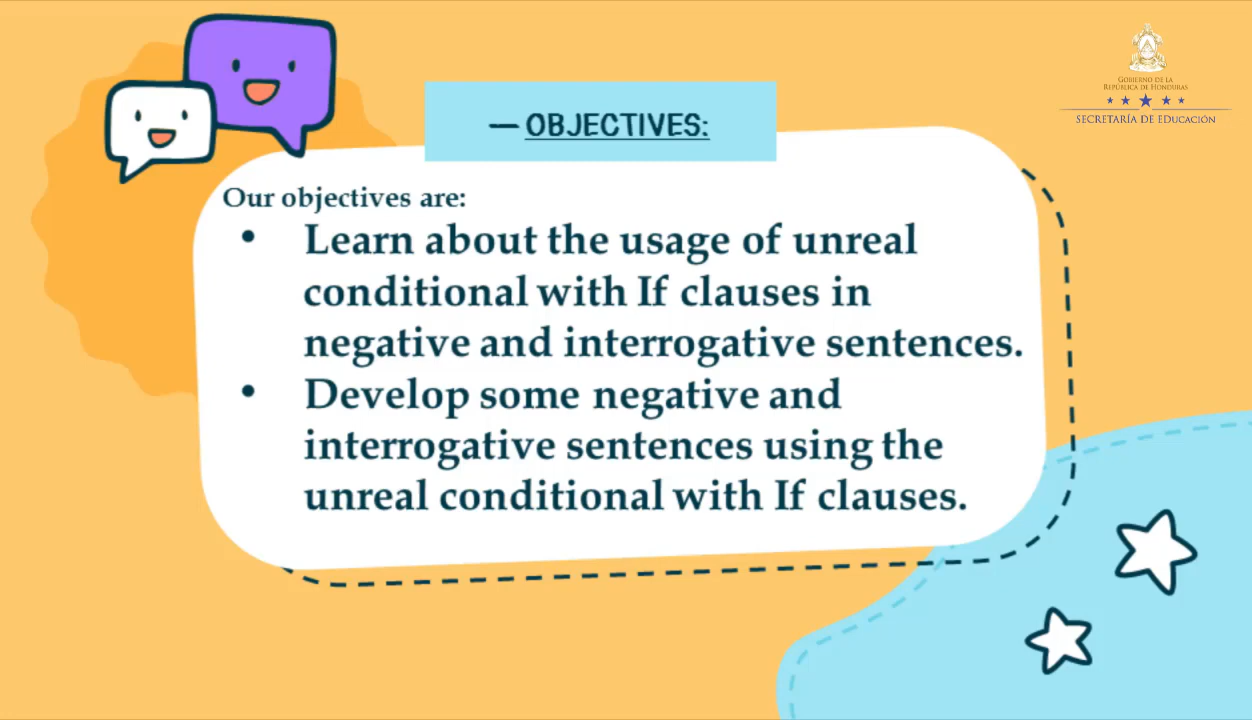 GOBIERNO DE LA
REPÚBLICA DE HONDURAS
SECRETARÍA DE EDUCACIÓN
— OBJECTIVES:
Our objectives are:
• Learn about the usage of unreal
conditional with If clauses in
negative and interrogative sentences.
• Develop some negative and
interrogative sentences using the
unreal conditional with If clauses.